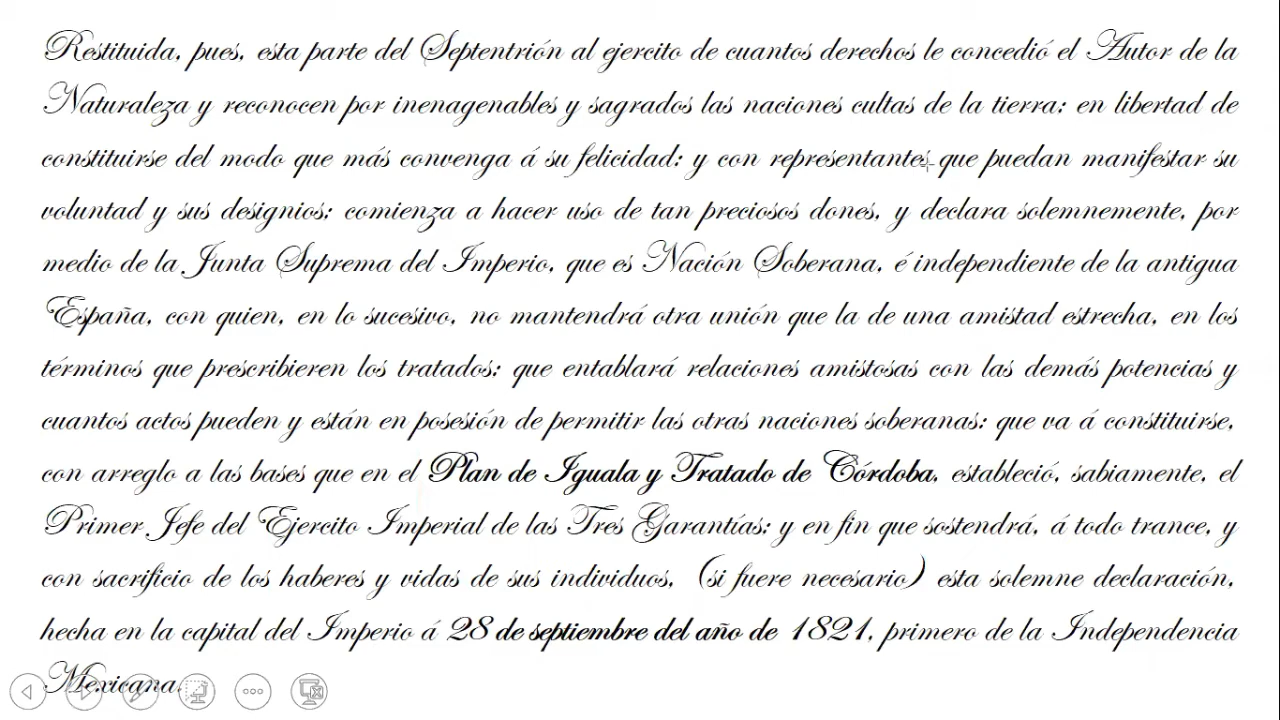 Restituida, pues, esta parte del Septentrión al ejercito de cuantos derechos le concedió el Autor de la
Naturaleza y reconocen por inenagenables y sagrados las naciones cultas de la tierra; en libertad de
constituirse del modo que más convenga á su felicidad; y con representantes que puedan manifestar su
voluntad y sus designios; comienza a hacer uso de tan preciosos dones, y declara solemnemente, por
medio de la Junta Suprema del Imperio, que es Nación Soberana, é independiente de la antigua
España, con quien, en lo sucesivo, no mantendrá otra unión que la de una amistad estrecha, en los
términos que prescribieren los tratados; que entablará relaciones amistosas con las demás potencias y
cuantos actos pueden y están en posesión de permitir las otras naciones soberanas: que va á constituirse,
con arreglo a las bases que en el Plan de Iguala y Tratado de Córdoba, estableció, sabiamente, el
Primer Jefe del Ejercito Imperial de las Tres Garantías; y en fin que sostendrá, á todo trance, y
con sacrificio de los haberes y vidas de sus individuos, (si fuere necesario) esta solemne declaración,
hecha en la capital del Imperio á 28 de septiembre del año de 1821, primero de la Independencia
Mexicana.